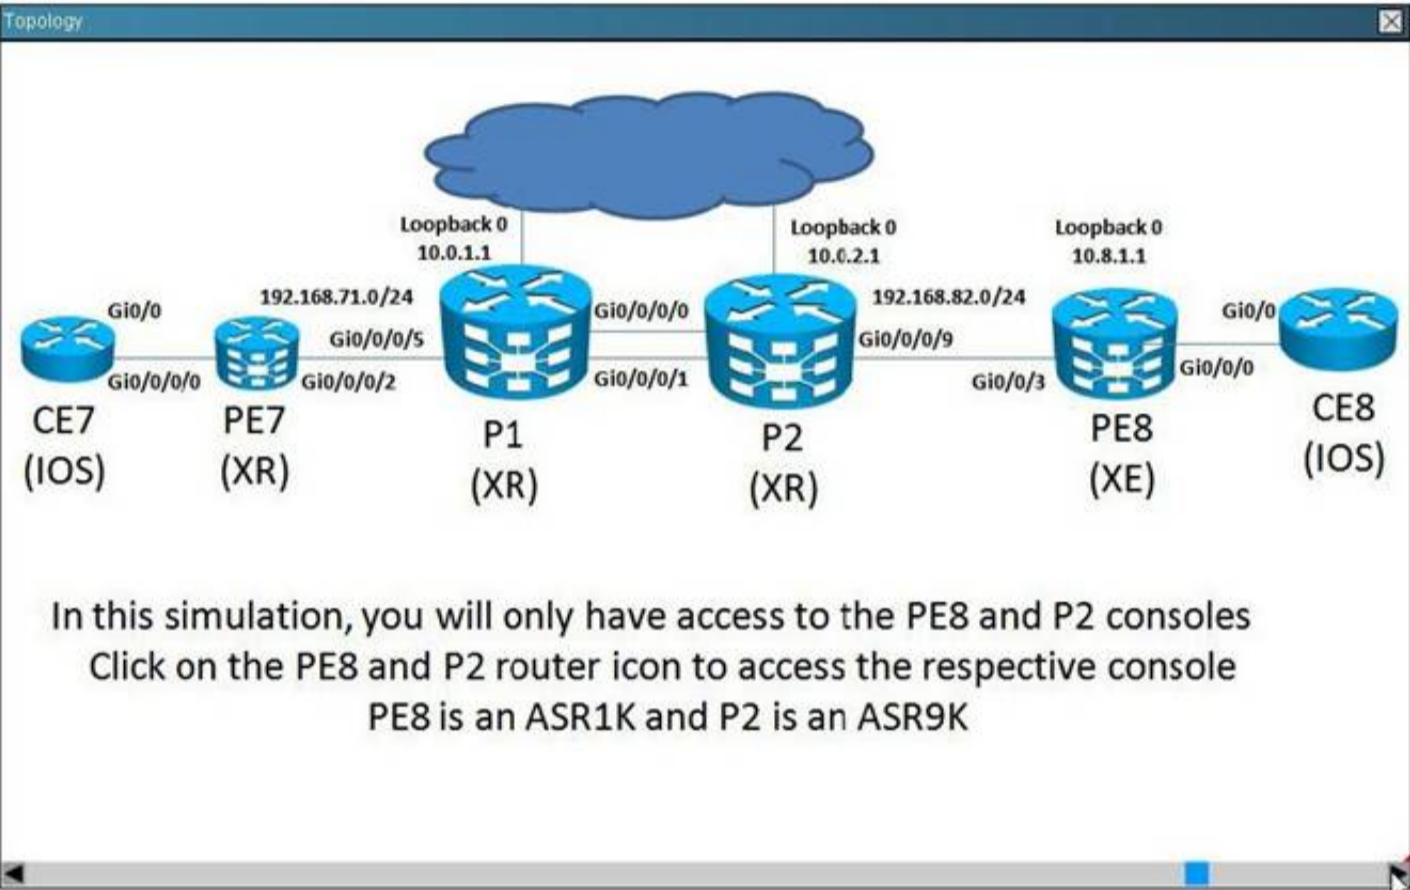 Topology
Loopback 0
10.0.1.1
Loopback 0
10.0.2.1
Loopback 0
10.8.1.1
Gi0/0
192.168.71.0/24
Gi0/0/0/5
Gi0/0/0/0
192.168.82.0/24
Gi0/0/0/9
Gi0/0
Gi0/0/0/0
Gi0/0/0/2
Gi0/0/0/1
Gi0/0/3
Gi0/0/0
CE7
(IOS)
PE7
(XR)
P1
(XR)
P2
(XR)
PE8
(XE)
CE8
(IOS)
In this simulation, you will only have access to the PE8 and P2 consoles
Click on the PE8 and P2 router icon to access the respective console
PE8 is an ASR1K and P2 is an ASR9K